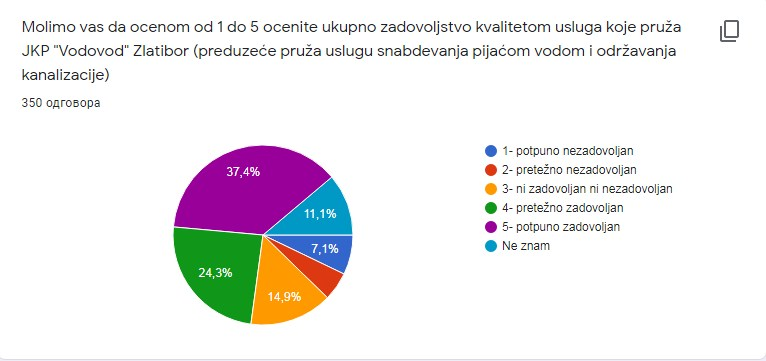 Molimo vas da ocenom od 1 do 5 ocenite ukupno zadovoljstvo kvalitetom usluga koje pruža
JKP "Vodovod" Zlatibor (preduzeće pruža uslugu snabdevanja pijaćom vodom i održavanja
kanalizacije)
350 одговора
37,4%
11,1%
7,1%
24,3%
14,9%
1- potpuno nezadovoljan
2- pretežno nezadovoljan
3- ni zadovoljan ni nezadovoljan
4- pretežno zadovoljan
5- potpuno zadovoljan
Ne znam